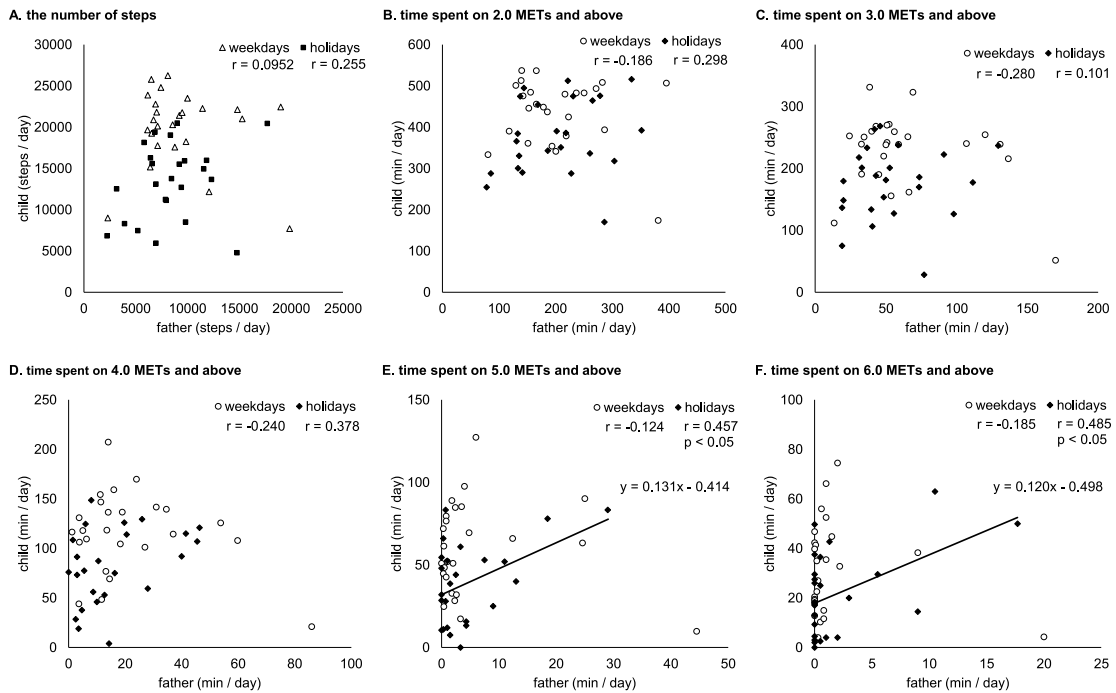 A. the number of steps
B. time spent on 2.0 METs and above
C. time spent on 3.0 METs and above
30000
25000
20000
15000
10000
5000
0
0 5000 10000 15000 20000 25000
child (steps / day)
father (steps / day)
weekdays holidays
r = 0.0952 r = 0.255
600
500
400
300
200
100
0
0 100 200 300 400 500
child (min / day)
father (min / day)
weekdays holidays
r = -0.186 r = 0.298
400
300
200
100
0
0 50 100 150 200
child (min / day)
father (min / day)
weekdays holidays
r = -0.280 r = 0.101
D. time spent on 4.0 METs and above
E. time spent on 5.0 METs and above
F. time spent on 6.0 METs and above
250
200
150
100
50
0
0 20 40 60 80 100
child (min / day)
father (min / day)
weekdays holidays
r = -0.240 r = 0.378
150
100
50
0
0 10 20 30 40 50
child (min / day)
father (min / day)
weekdays holidays
r = -0.124 r = 0.457
p < 0.05
y = 0.131x - 0.414
100
80
60
40
20
0
0 5 10 15 20 25
child (min / day)
father (min / day)
weekdays holidays
r = -0.185 r = 0.485
p < 0.05
y = 0.120x - 0.498